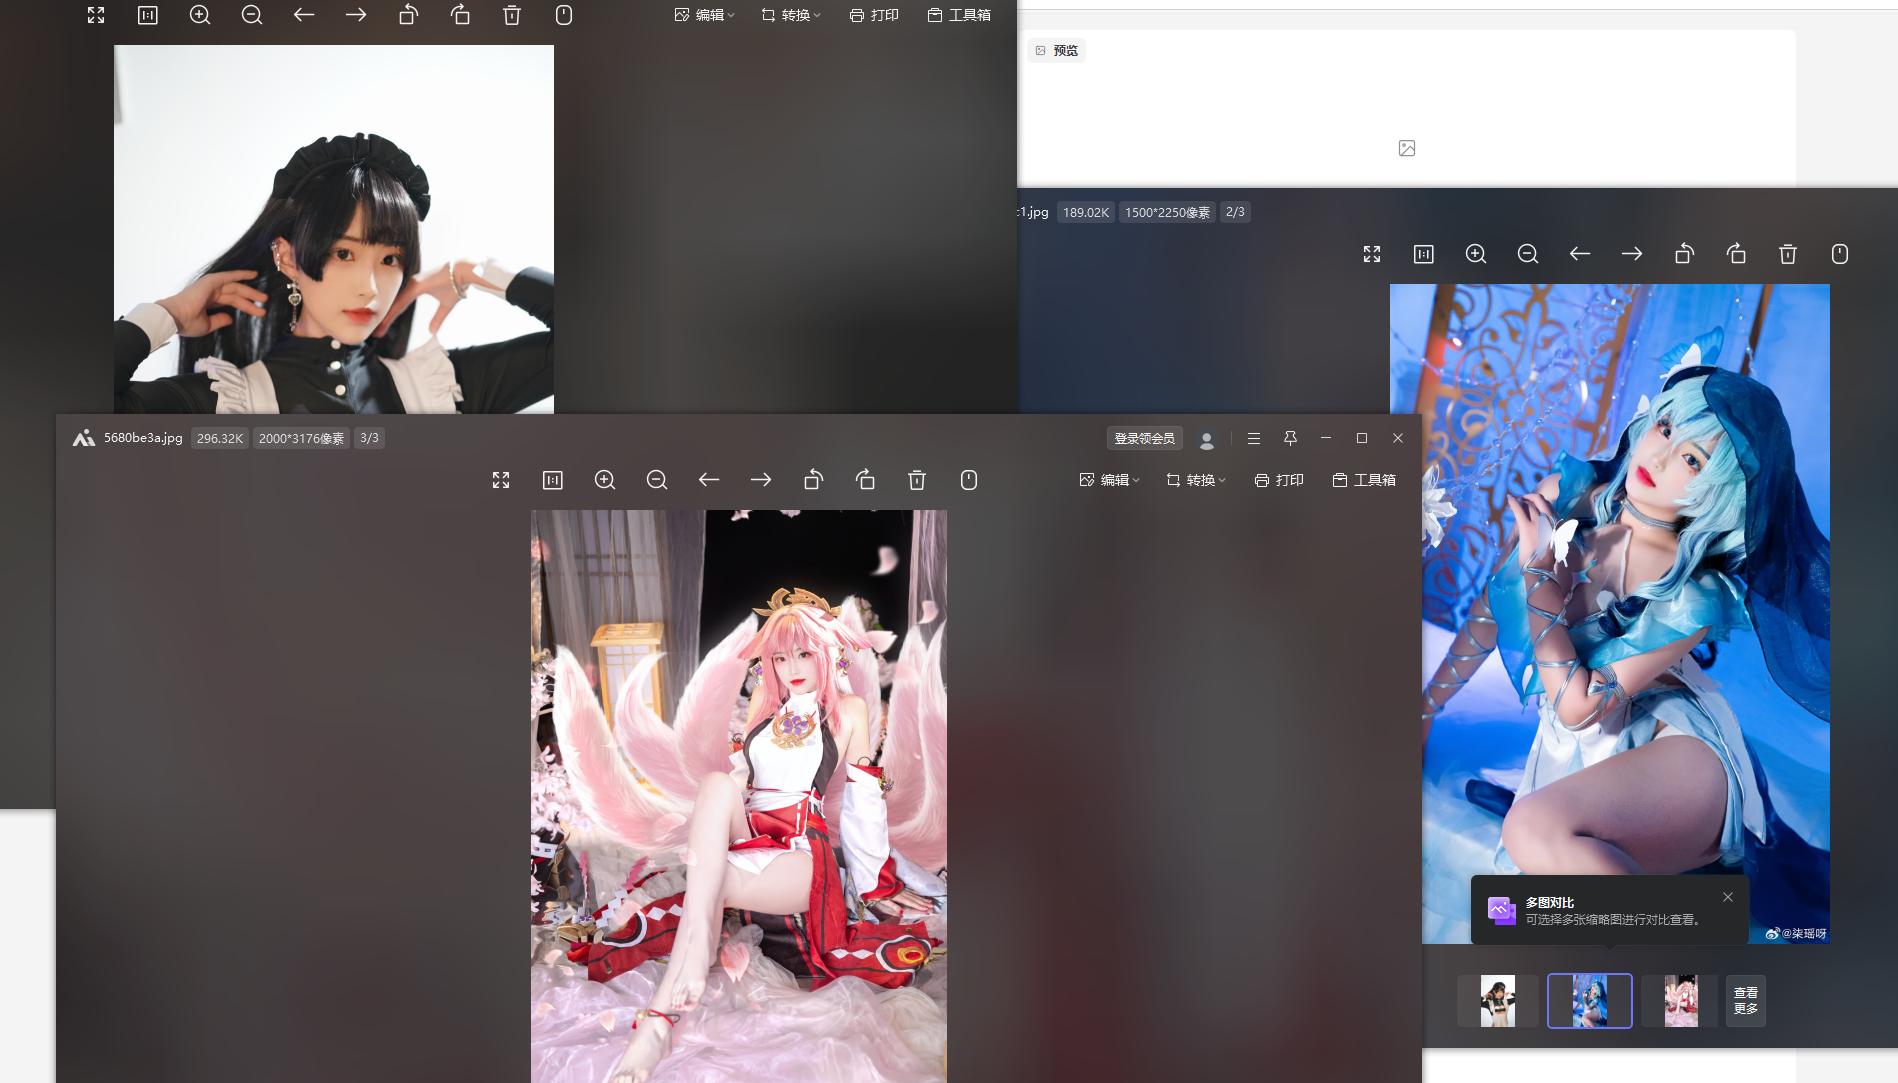 编辑 转换 打印 工具箱
预览
c1.jpg 189.02K 1500*2250像素 2/3
5680be3a.jpg 296.32K 2000*3176像素 3/3 登录领会员
编辑 转换 打印 工具箱
多图对比
可选择多张缩略图进行对比查看。
@柒瑶呀
查看
更多